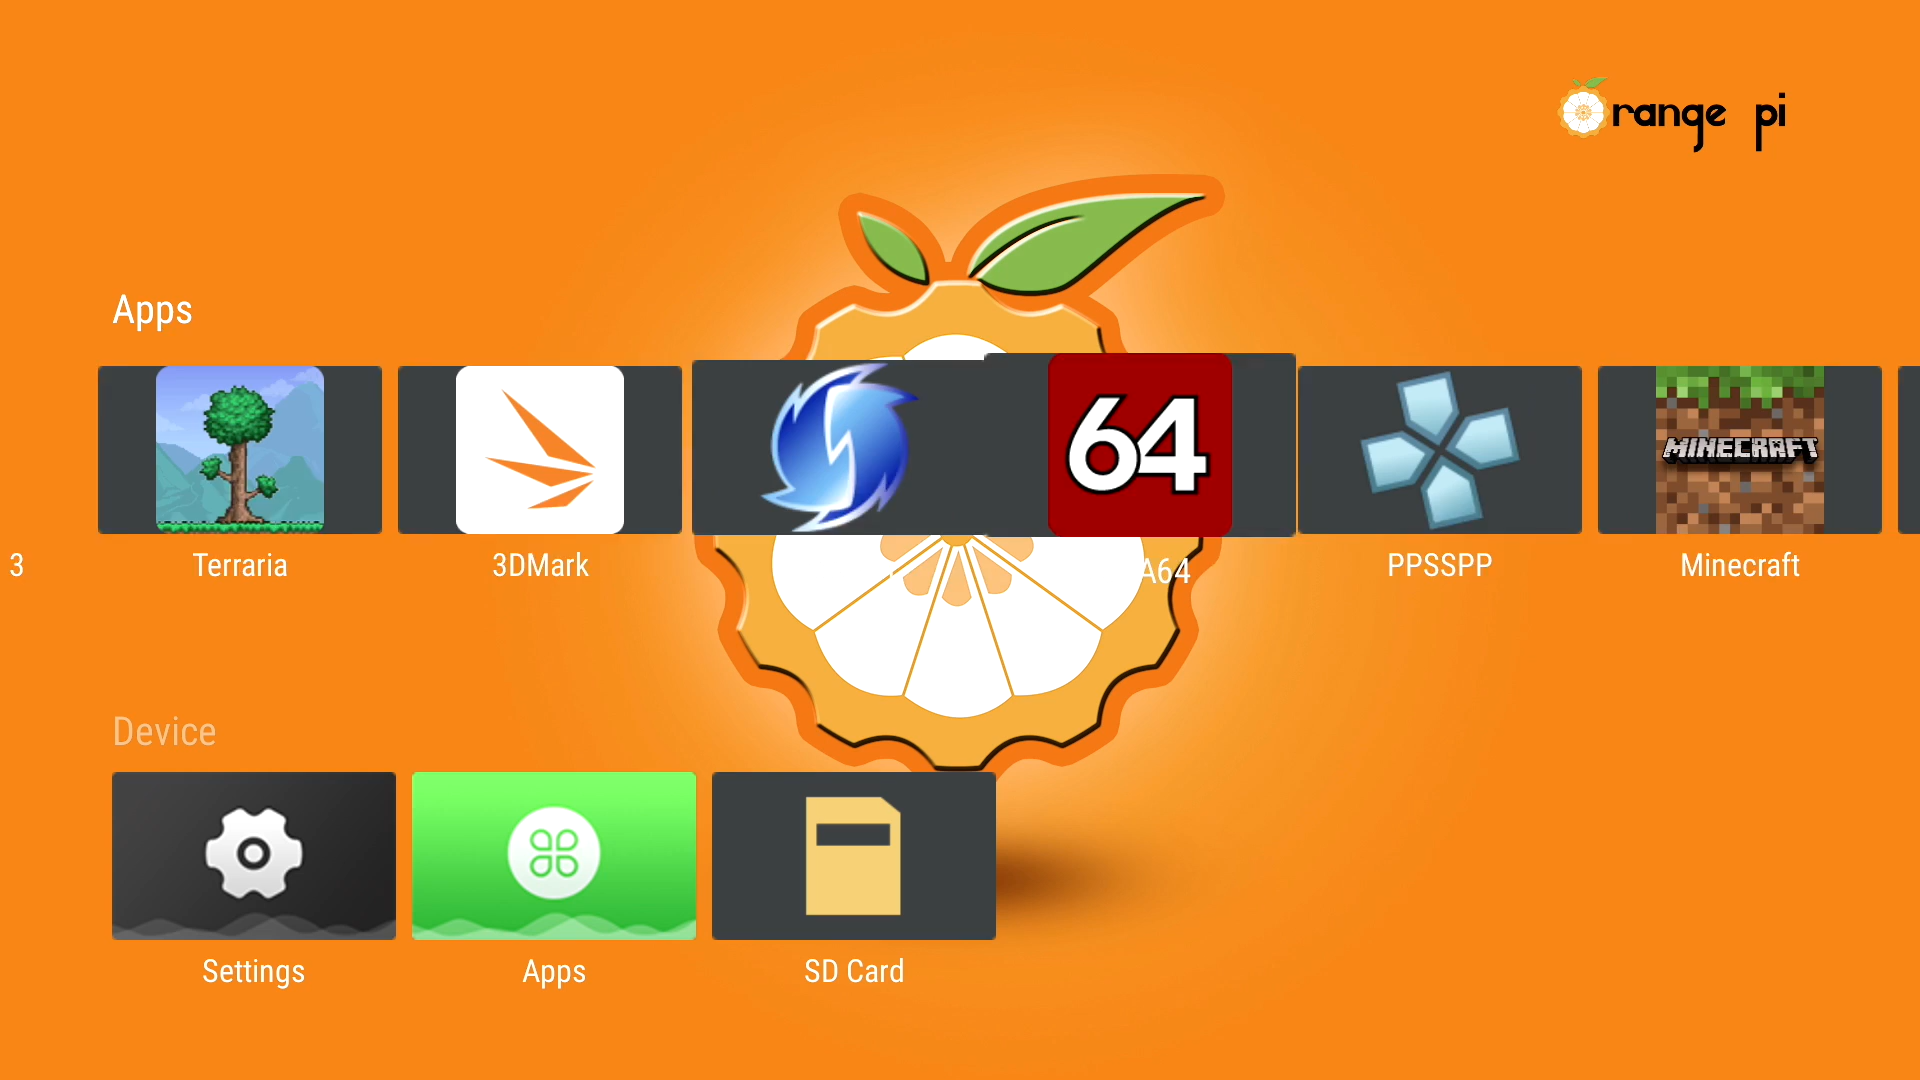 range pi
Apps
64
MINECRAFT
3
Terraria
3DMark
A64
PPSSPP
Minecraft
Device
Settings
Apps
SD Card